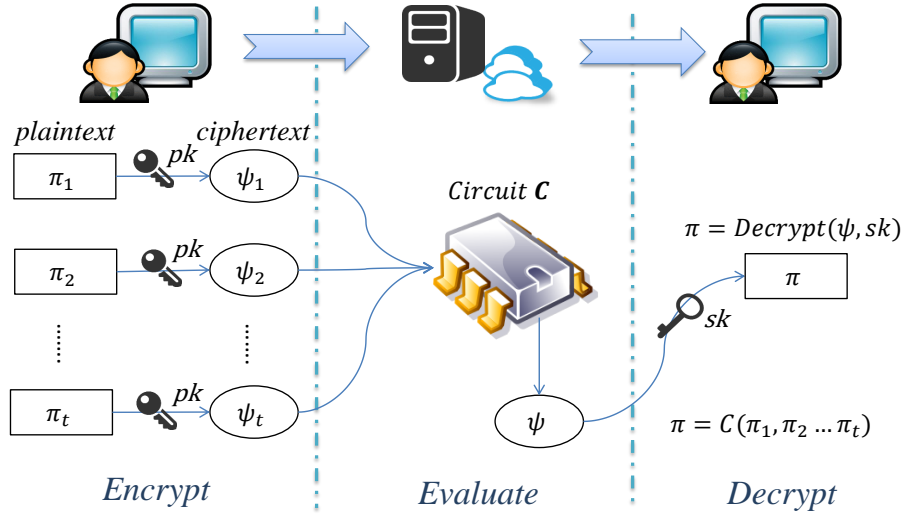 plaintext
ciphertext
π₁
pk
ψ₁
π₂
pk
ψ₂
......
......
πₜ
pk
ψₜ
Encrypt
Circuit C
ψ
Evaluate
π = Decrypt(ψ, sk)
π
sk
π = C(π₁, π₂ … πₜ)
Decrypt